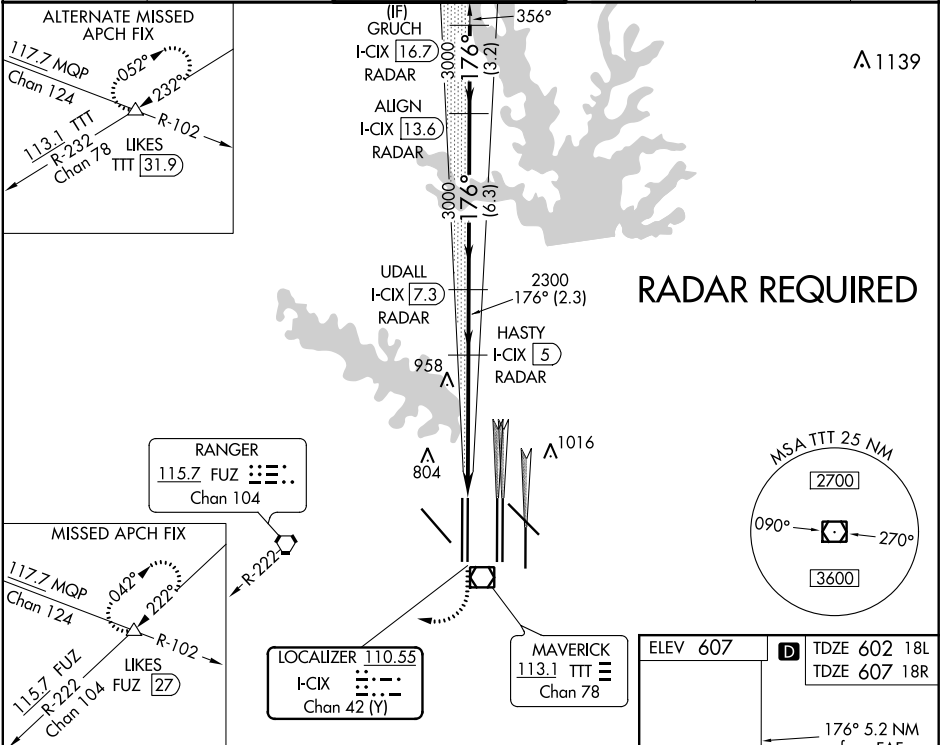 ALTERNATE MISSED
APCH FIX
117.7 MQP
Chan 124
052°
232°
R-102
113.1 TTT
R-232
Chan 78
LIKES
TTT 31.9
(IF)
GRUCH
I-CIX 16.7
RADAR
356°
3000
176°
(3.2)
ALIGN
I-CIX 13.6
RADAR
3000
176°
(6.3)
1139
UDALL
I-CIX 7.3
RADAR
2300
176° (2.3)
RADAR REQUIRED
HASTY
I-CIX 5
RADAR
958
804
1016
RANGER
115.7 FUZ
Chan 104
R-222
MSA TTT 25 NM
2700
090°
270°
3600
MISSED APCH FIX
117.7 MQP
Chan 124
042°
222°
R-102
115.7 FUZ
R-222
Chan 104
LIKES
FUZ 27
LOCALIZER 110.55
I-CIX
Chan 42 (Y)
MAVERICK
113.1 TTT
Chan 78
ELEV 607
D
TDZE 602 18L
TDZE 607 18R
176° 5.2 NM